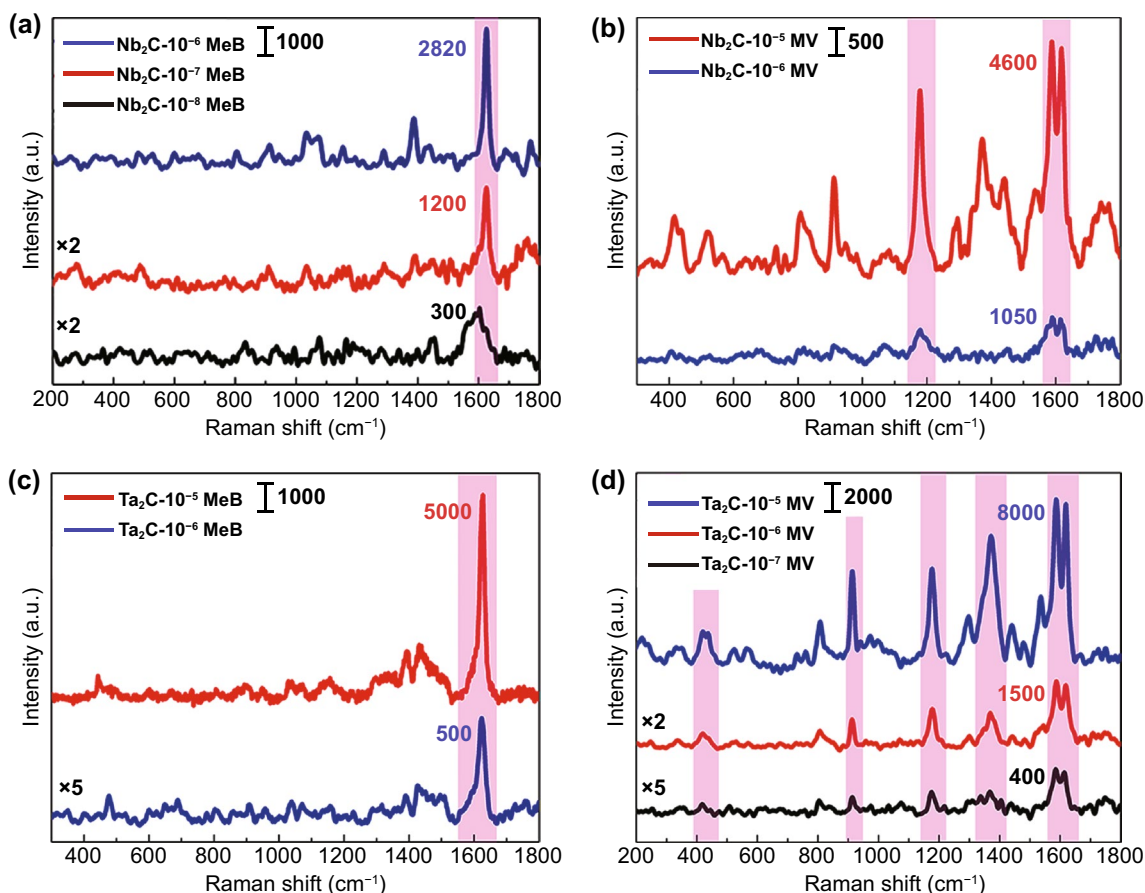 (a)
Nb₂C-10⁻⁶ MeB
1000
Nb₂C-10⁻⁷ MeB
Nb₂C-10⁻⁸ MeB
2820
1200
×2
300
×2
Intensity (a.u.)
200 400 600 800 1000 1200 1400 1600 1800
Raman shift (cm⁻¹)
(b)
Nb₂C-10⁻⁵ MV
500
Nb₂C-10⁻⁶ MV
4600
1050
Intensity (a.u.)
400 600 800 1000 1200 1400 1600 1800
Raman shift (cm⁻¹)
(c)
Ta₂C-10⁻⁵ MeB
1000
Ta₂C-10⁻⁶ MeB
5000
500
×5
Intensity (a.u.)
400 600 800 1000 1200 1400 1600 1800
Raman shift (cm⁻¹)
(d)
Ta₂C-10⁻⁵ MV
2000
Ta₂C-10⁻⁶ MV
Ta₂C-10⁻⁷ MV
8000
1500
×2
400
×5
Intensity (a.u.)
200 400 600 800 1000 1200 1400 1600 1800
Raman shift (cm⁻¹)